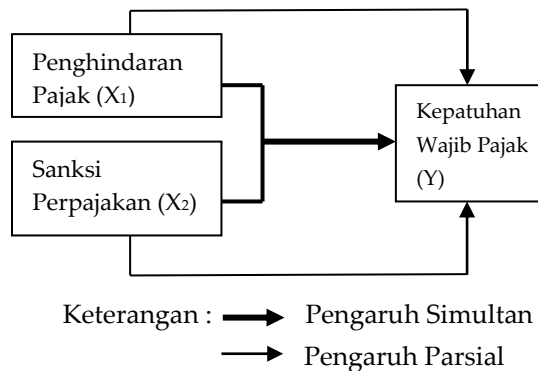 Penghindaran
Pajak (X₁)
Sanksi
Perpajakan (X₂)
Kepatuhan
Wajib Pajak
(Y)
Keterangan :
Pengaruh Simultan
Pengaruh Parsial